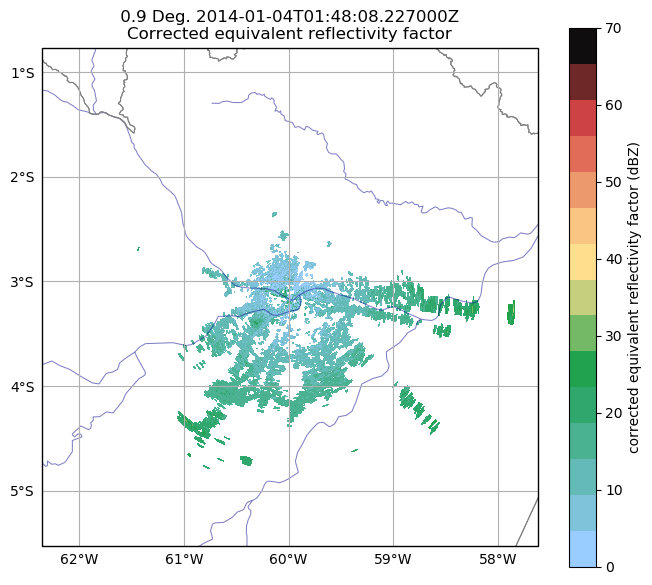 0.9 Deg. 2014-01-04T01:48:08.227000Z
Corrected equivalent reflectivity factor
1°S
2°S
3°S
4°S
5°S
62°W
61°W
60°W
59°W
58°W
70
60
50
40
30
20
10
0
corrected equivalent reflectivity factor (dBZ)